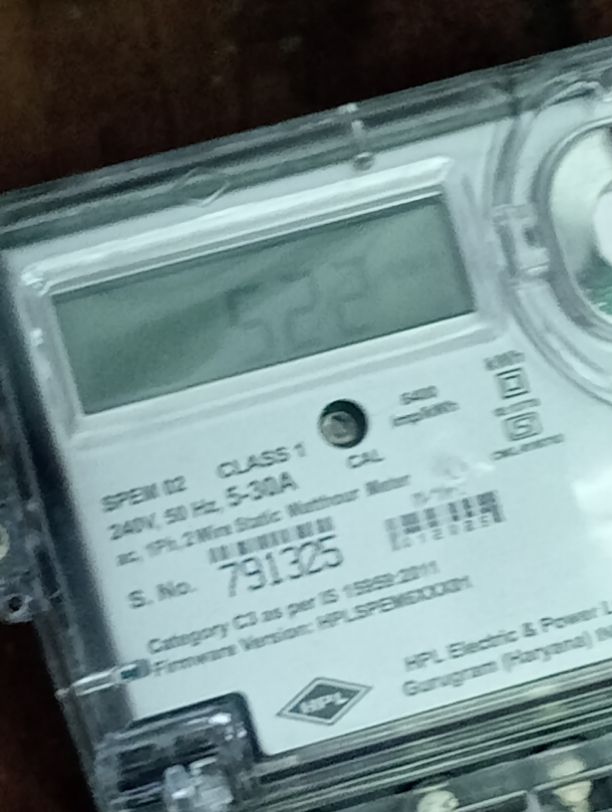 522
kWh
6400
imp/kWh
CAL
SPEM 02 CLASS 1
240V, 50 Hz, 5-30A
ac, 1Ph, 2 Wire Static Watthour Meter
S. No. 791325
Category C3 as per IS 15959:2011
Firmware Version:
HPL
HPL Electric & Power
Gurugram (Haryana)